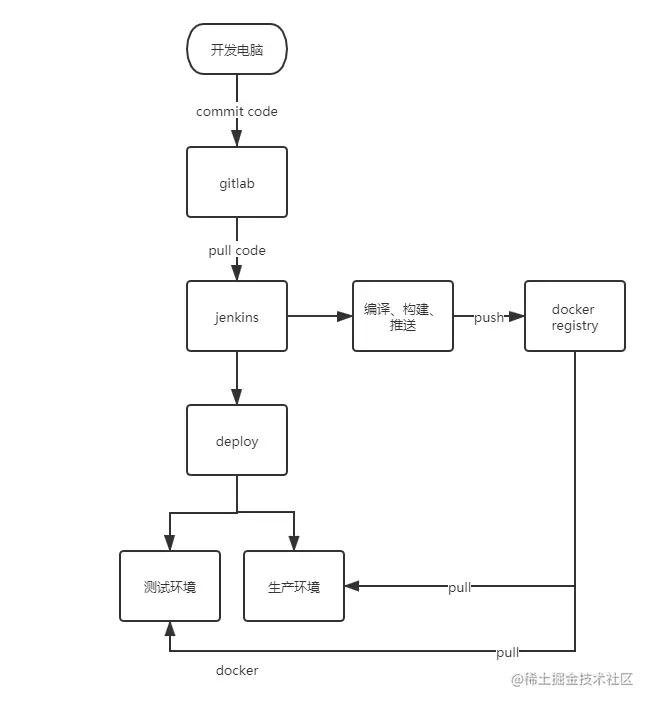 开发电脑
commit code
gitlab
pull code
jenkins
编译、构建、
推送
push
docker
registry
deploy
测试环境
生产环境
pull
pull
docker
@稀土掘金技术社区